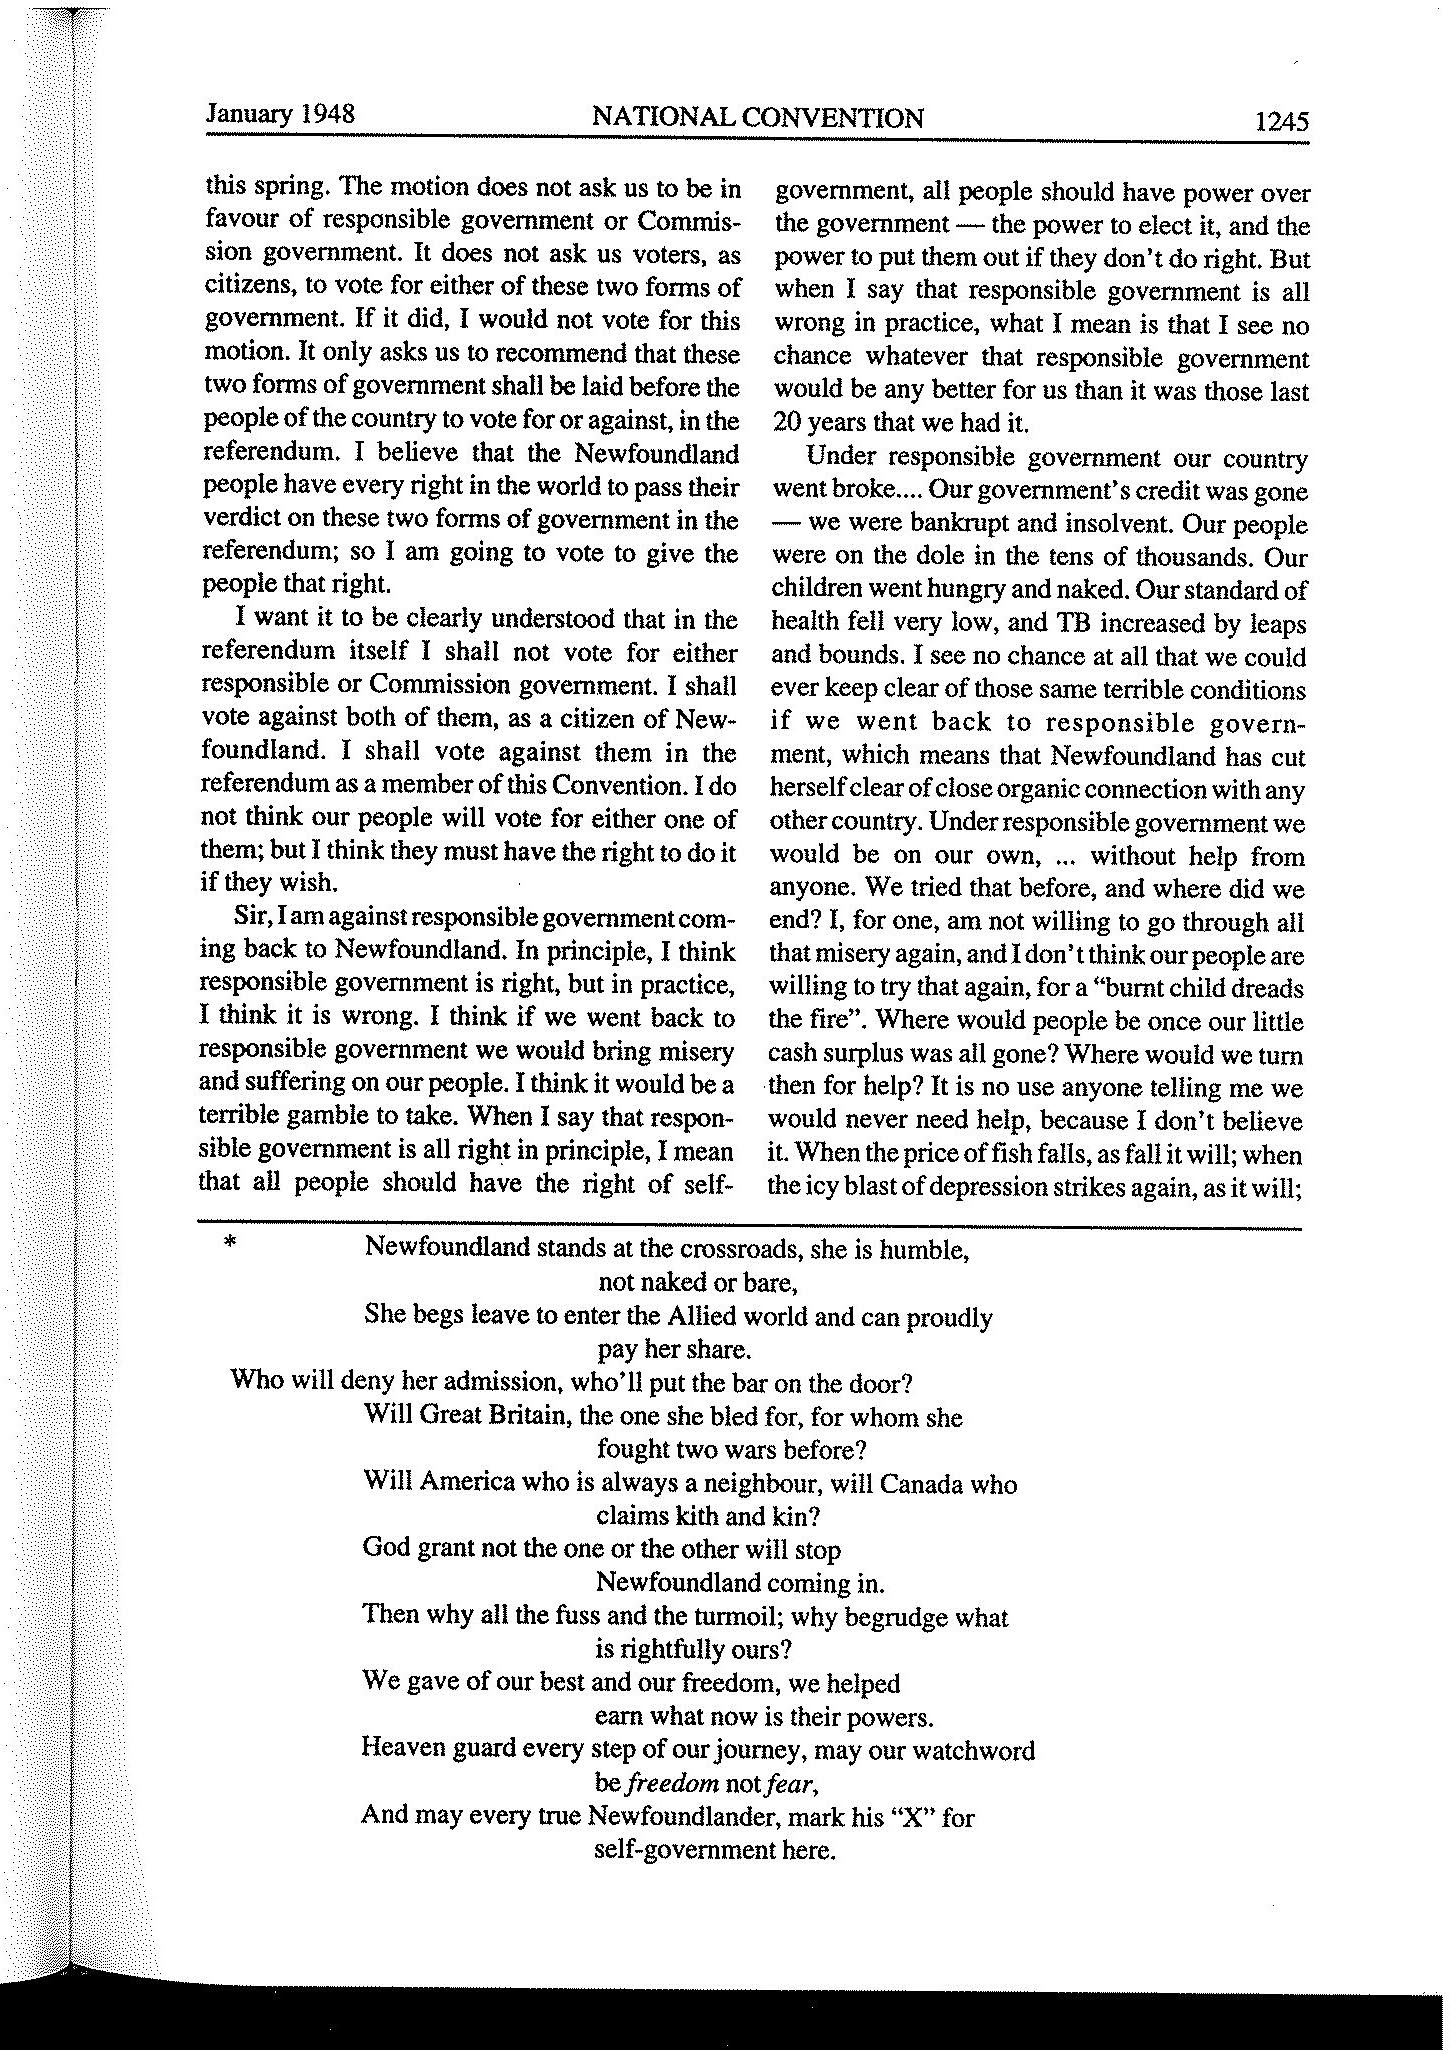 January 1948
NATIONAL CONVENTION
1245
this spring. The motion does not ask us to be in
favour of responsible government or Commis-
sion government. It does not ask us voters, as
citizens, to vote for either of these two forms of
government. If it did, I would not vote for this
motion. It only asks us to recommend that these
two forms of government shall be laid before the
people of the country to vote for or against, in the
referendum. I believe that the Newfoundland
people have every right in the world to pass their
verdict on these two forms of government in the
referendum; so I am going to vote to give the
people that right.
I want it to be clearly understood that in the
referendum itself I shall not vote for either
responsible or Commission government. I shall
vote against both of them, as a citizen of New-
foundland. I shall vote against them in the
referendum as a member of this Convention. I do
not think our people will vote for either one of
them; but I think they must have the right to do it
if they wish.
Sir, I am against responsible government com-
ing back to Newfoundland. In principle, I think
responsible government is right, but in practice,
I think it is wrong. I think if we went back to
responsible government we would bring misery
and suffering on our people. I think it would be a
terrible gamble to take. When I say that respon-
sible government is all right in principle, I mean
that all people should have the right of self-
government, all people should have power over
the government — the power to elect it, and the
power to put them out if they don't do right. But
when I say that responsible government is all
wrong in practice, what I mean is that I see no
chance whatever that responsible government
would be any better for us than it was those last
20 years that we had it.
Under responsible government our country
went broke.... Our government's credit was gone
— we were bankrupt and insolvent. Our people
were on the dole in the tens of thousands. Our
children went hungry and naked. Our standard of
health fell very low, and TB increased by leaps
and bounds. I see no chance at all that we could
ever keep clear of those same terrible conditions
if we went back to responsible govern-
ment, which means that Newfoundland has cut
herself clear of close organic connection with any
other country. Under responsible government we
would be on our own, ... without help from
anyone. We tried that before, and where did we
end? I, for one, am not willing to go through all
that misery again, and I don't think our people are
willing to try that again, for a "burnt child dreads
the fire". Where would people be once our little
cash surplus was all gone? Where would we turn
then for help? It is no use anyone telling me we
would never need help, because I don't believe
it. When the price of fish falls, as fall it will; when
the icy blast of depression strikes again, as it will;
* Newfoundland stands at the crossroads, she is humble,
not naked or bare,
She begs leave to enter the Allied world and can proudly
pay her share.
Who will deny her admission, who'll put the bar on the door?
Will Great Britain, the one she bled for, for whom she
fought two wars before?
Will America who is always a neighbour, will Canada who
claims kith and kin?
God grant not the one or the other will stop
Newfoundland coming in.
Then why all the fuss and the turmoil; why begrudge what
is rightfully ours?
We gave of our best and our freedom, we helped
earn what now is their powers.
Heaven guard every step of our journey, may our watchword
be freedom not fear,
And may every true Newfoundlander, mark his "X" for
self-government here.